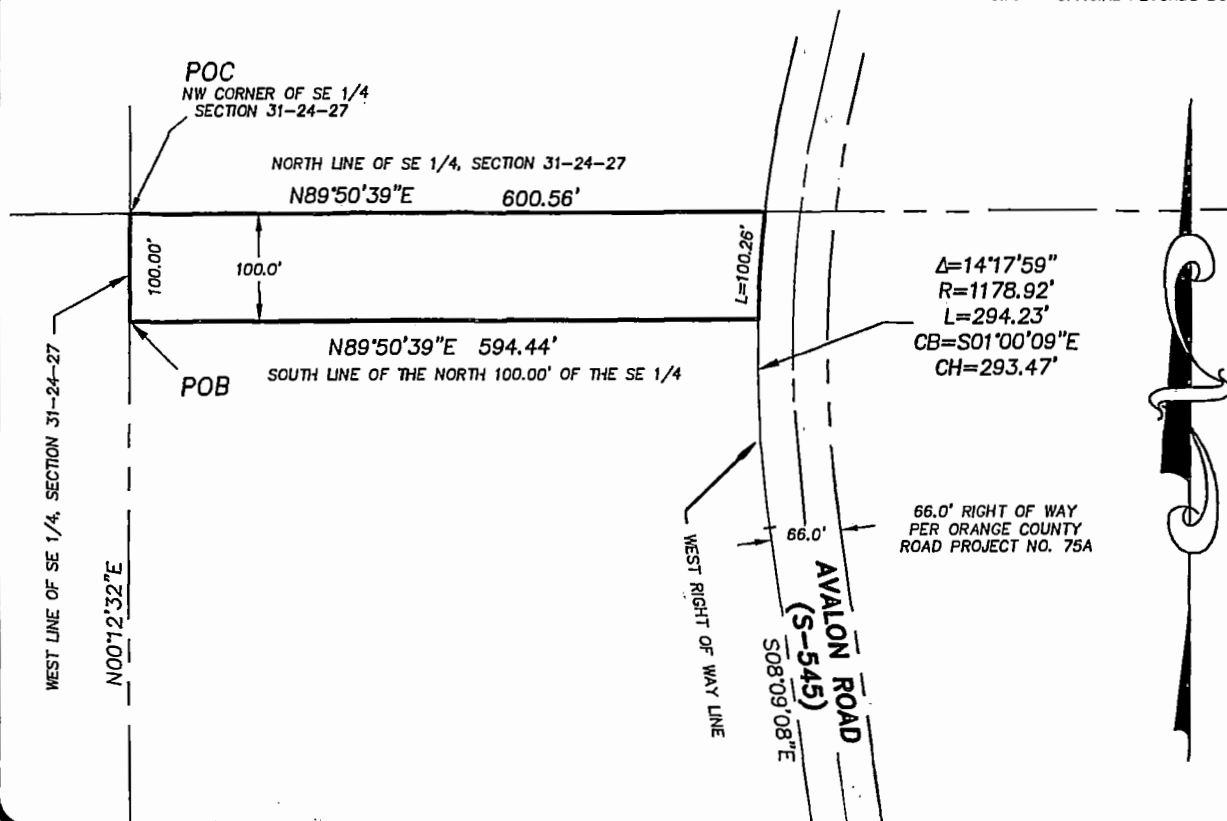 POC
NW CORNER OF SE 1/4
SECTION 31-24-27
NORTH LINE OF SE 1/4, SECTION 31-24-27
N89°50'39"E 600.56'
100.00'
100.0'
L=100.26'
Δ=14°17'59"
R=1178.92'
L=294.23'
CB=S01°00'09"E
CH=293.47'
N89°50'39"E 594.44'
SOUTH LINE OF THE NORTH 100.00' OF THE SE 1/4
POB
WEST LINE OF SE 1/4, SECTION 31-24-27
N00°12'32"E
66.0' RIGHT OF WAY
PER ORANGE COUNTY
ROAD PROJECT NO. 75A
66.0'
WEST RIGHT OF WAY LINE
AVALON ROAD
(S-545)
S08°09'08"E